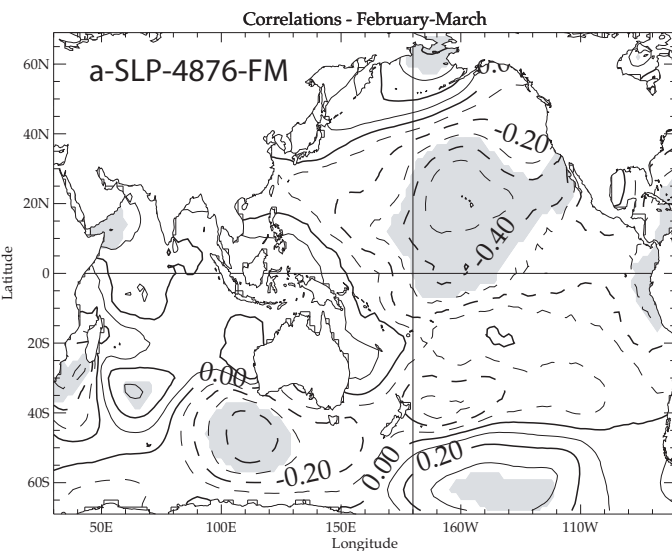 Correlations - February-March
a-SLP-4876-FM
60N
40N
20N
0
20S
40S
60S
Latitude
0.0
-0.20
-0.40
0.00
-0.20
0.00
0.20
50E 100E 150E 160W 110W
Longitude